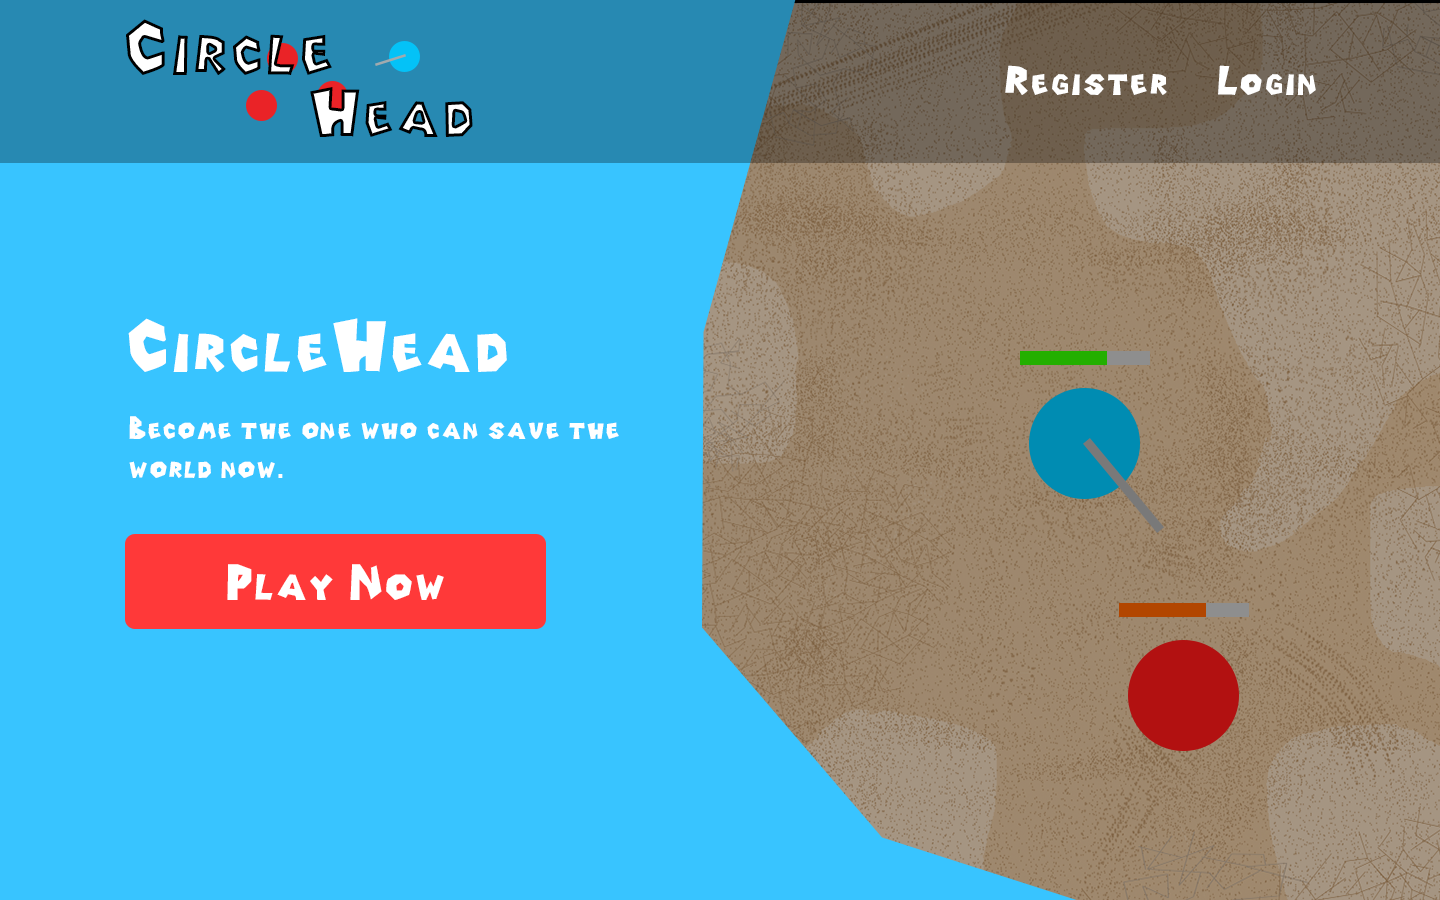 Circle
Head
Register
Login
CircleHead
Become the one who can save the
world now.
Play Now